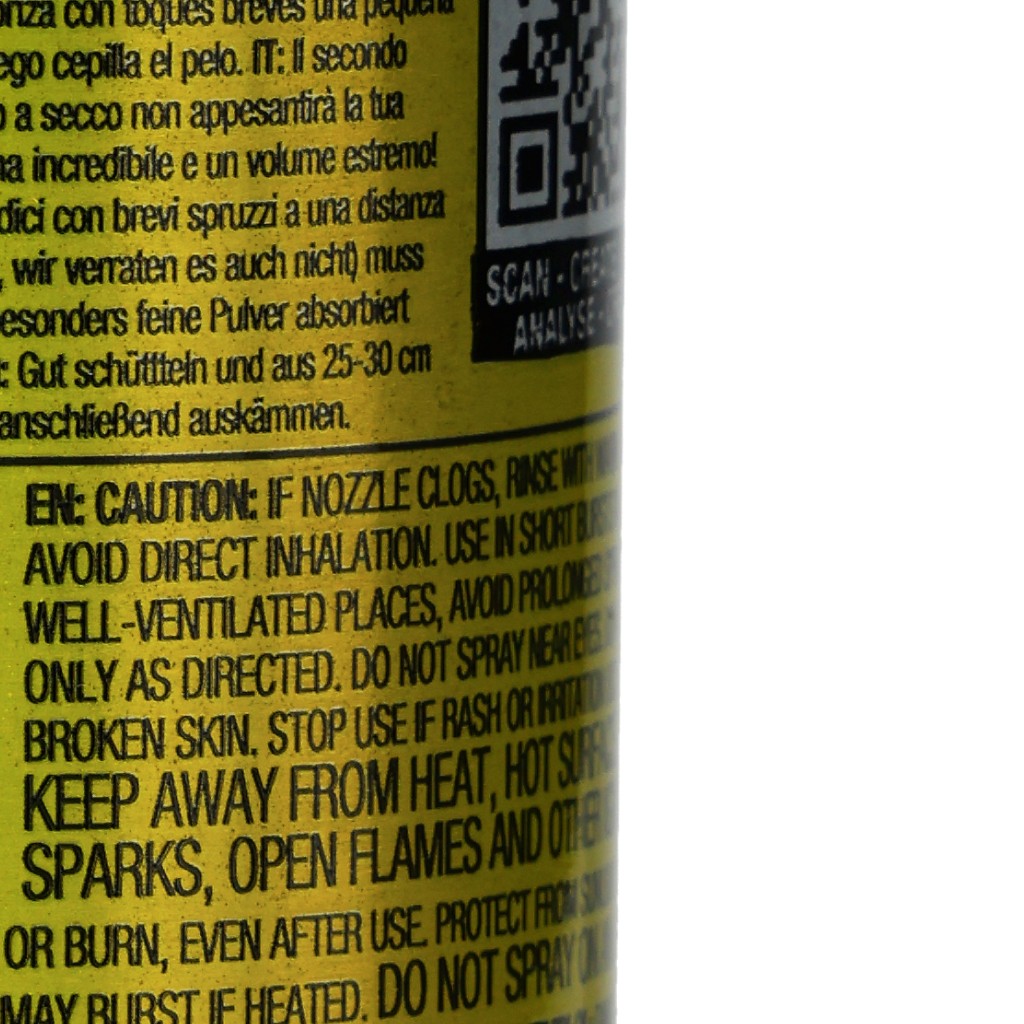 con toques breves una pequeña
cepilla el pelo. IT: Il secondo
a secco non appesantirà la tua
incredibile e un volume estremo!
con brevi spruzzi a una distanza
, wir verraten es auch nicht) muss
esonders feine Pulver absorbiert
: Gut schütteln und aus 25-30 cm
anschließend auskämmen.
SCAN -
ANALYSE -
EN: CAUTION: IF NOZZLE CLOGS, RINSE WITH
AVOID DIRECT INHALATION. USE IN SHORT
WELL-VENTILATED PLACES, AVOID PROLONGED
ONLY AS DIRECTED. DO NOT SPRAY NEAR EYES,
BROKEN SKIN. STOP USE IF RASH OR IRRITATION
KEEP AWAY FROM HEAT, HOT
SPARKS, OPEN FLAMES AND OTHER
OR BURN, EVEN AFTER USE. PROTECT FROM
MAY BURST IF HEATED. DO NOT SPRAY ON